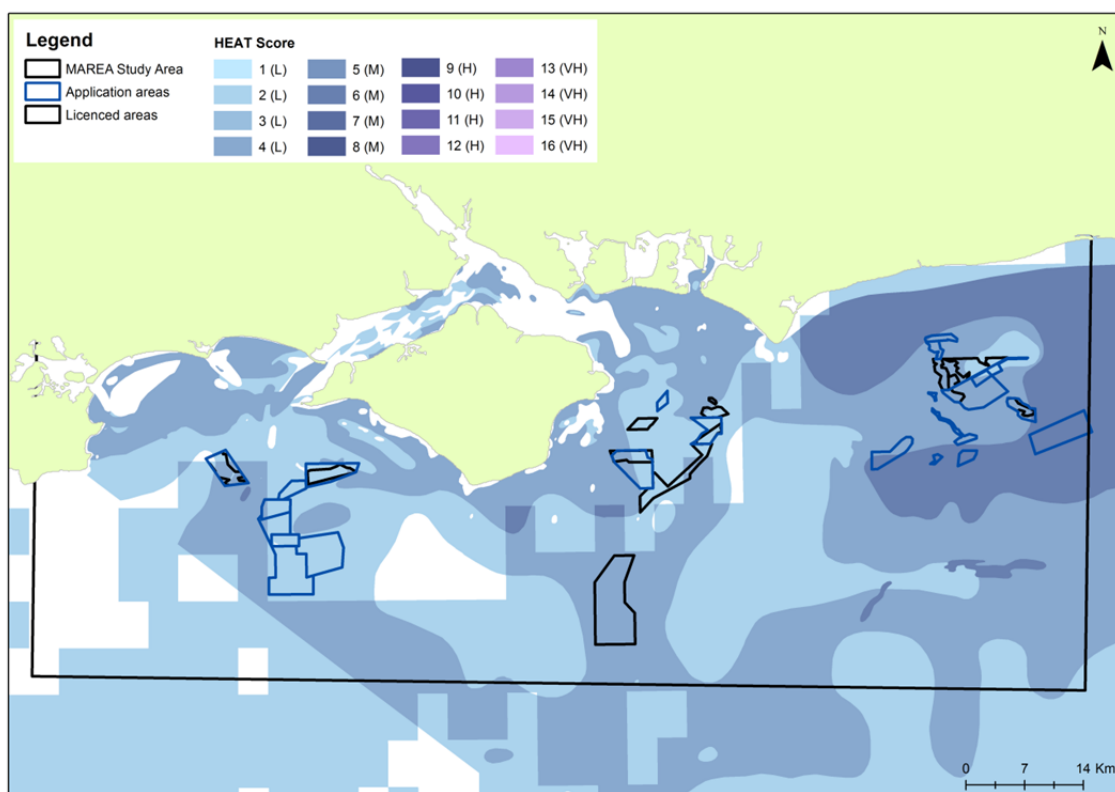 Legend
MAREA Study Area
Application areas
Licenced areas
HEAT Score
1 (L)
2 (L)
3 (L)
4 (L)
5 (M)
6 (M)
7 (M)
8 (M)
9 (H)
10 (H)
11 (H)
12 (H)
13 (VH)
14 (VH)
15 (VH)
16 (VH)
N
0 7 14 Km